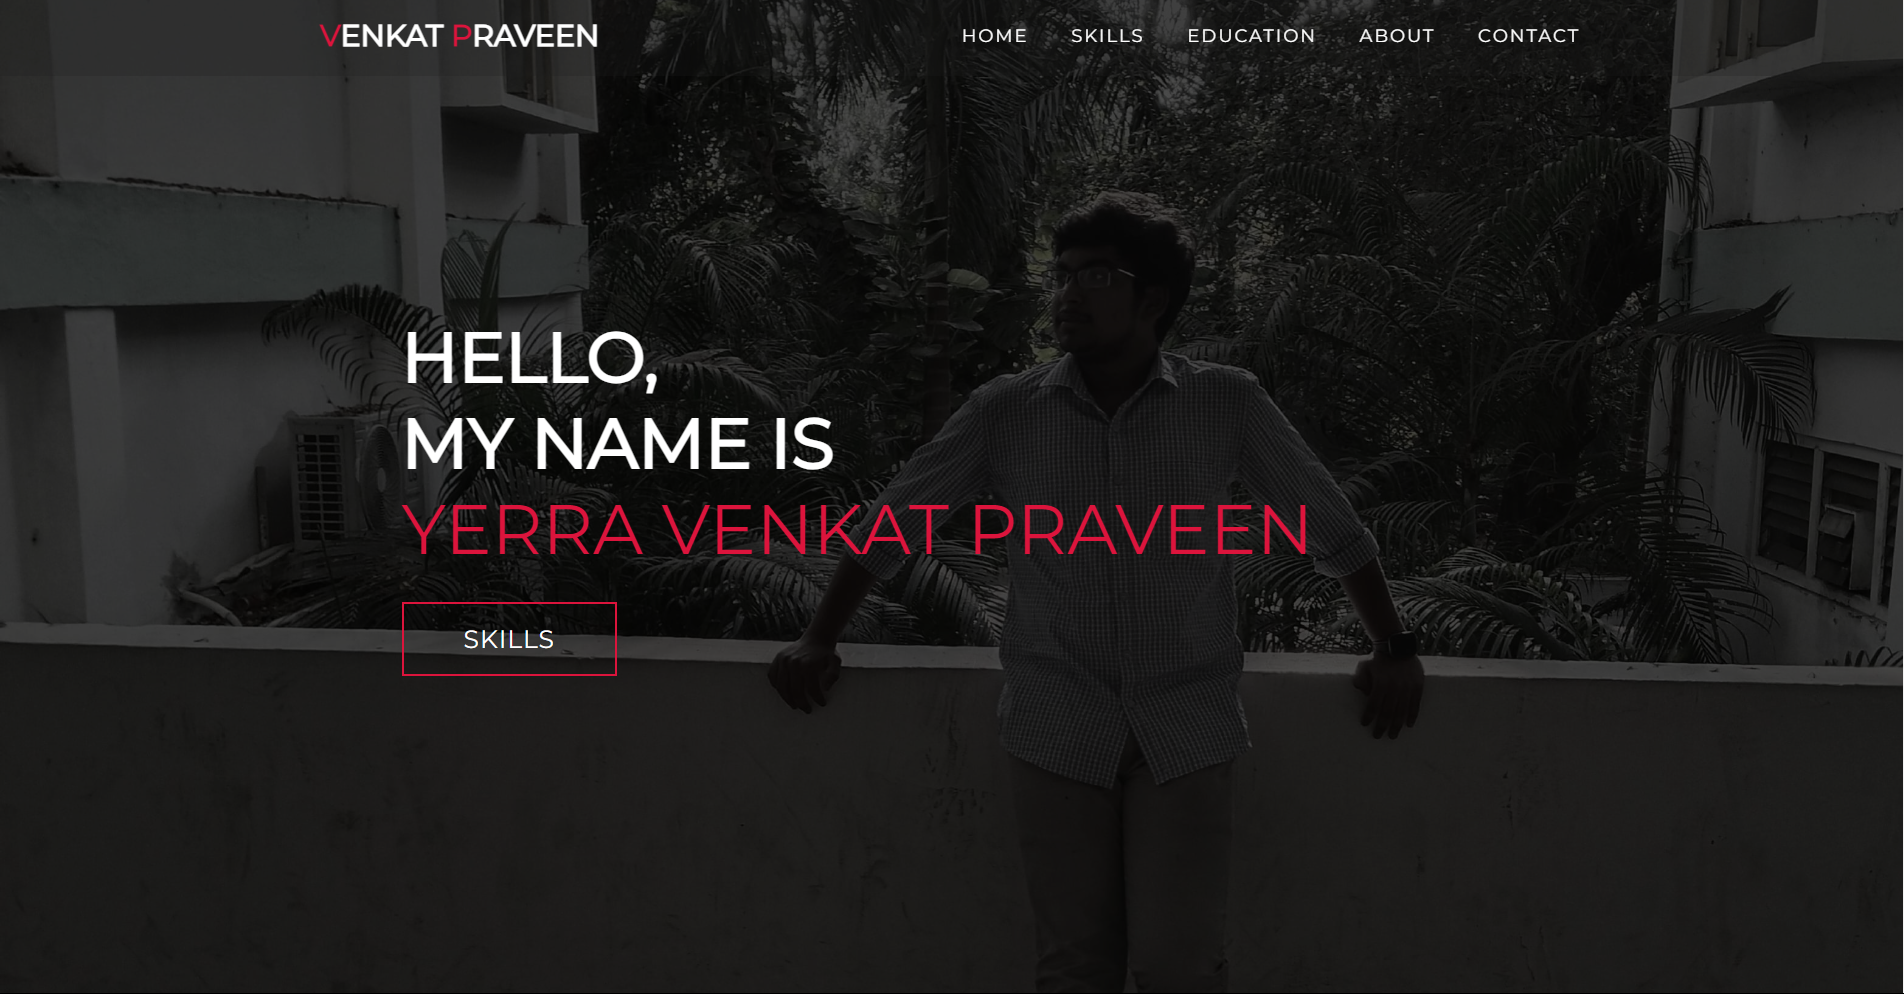 VENKAT PRAVEEN
HOME SKILLS EDUCATION ABOUT CONTACT
HELLO,
MY NAME IS
YERRA VENKAT PRAVEEN
SKILLS